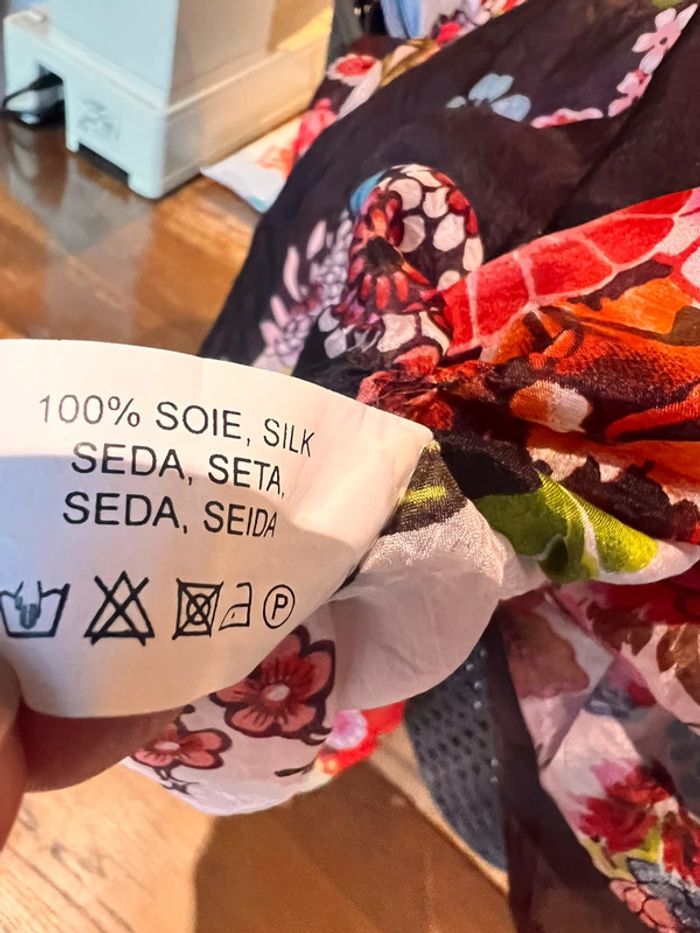 100% SOIE, SILK
SEDA, SETA,
SEDA, SEIDA
P